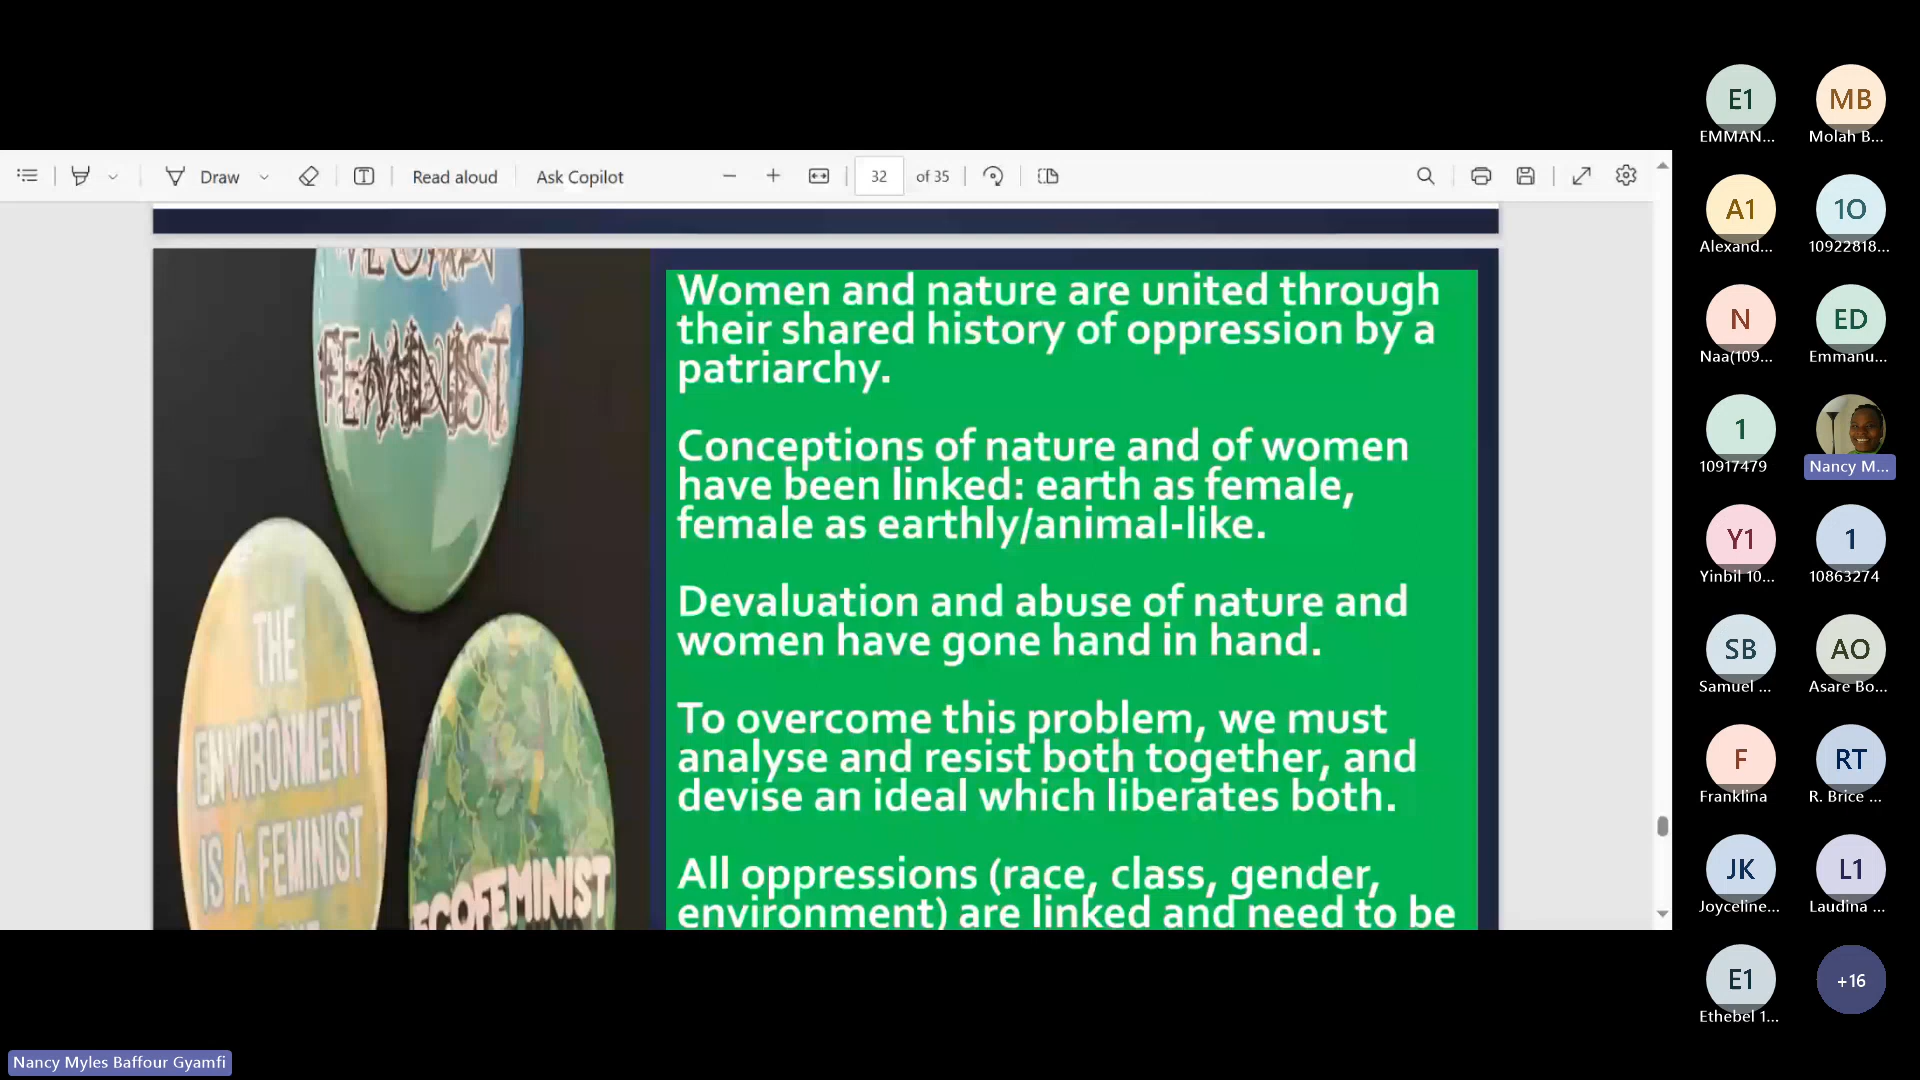 Draw
Read aloud
Ask Copilot
32
of 35
FEMINIST
THE
ENVIRONMENT
IS A FEMINIST
ECOFEMINIST
Women and nature are united through
their shared history of oppression by a
patriarchy.
Conceptions of nature and of women
have been linked: earth as female,
female as earthly/animal-like.
Devaluation and abuse of nature and
women have gone hand in hand.
To overcome this problem, we must
analyse and resist both together, and
devise an ideal which liberates both.
All oppressions (race, class, gender,
environment) are linked and need to be
E1
EMMAN...
MB
Molah B...
A1
Alexand...
1O
10922818...
N
Naa(109...
ED
Emmanu...
1
10917479
Nancy M...
Y1
Yinbil 10...
1
10863274
SB
Samuel ...
AO
Asare Bo...
F
Franklina
RT
R. Brice ...
JK
Joyceline...
L1
Laudina ...
E1
Ethebel 1...
+16
Nancy Myles Baffour Gyamfi